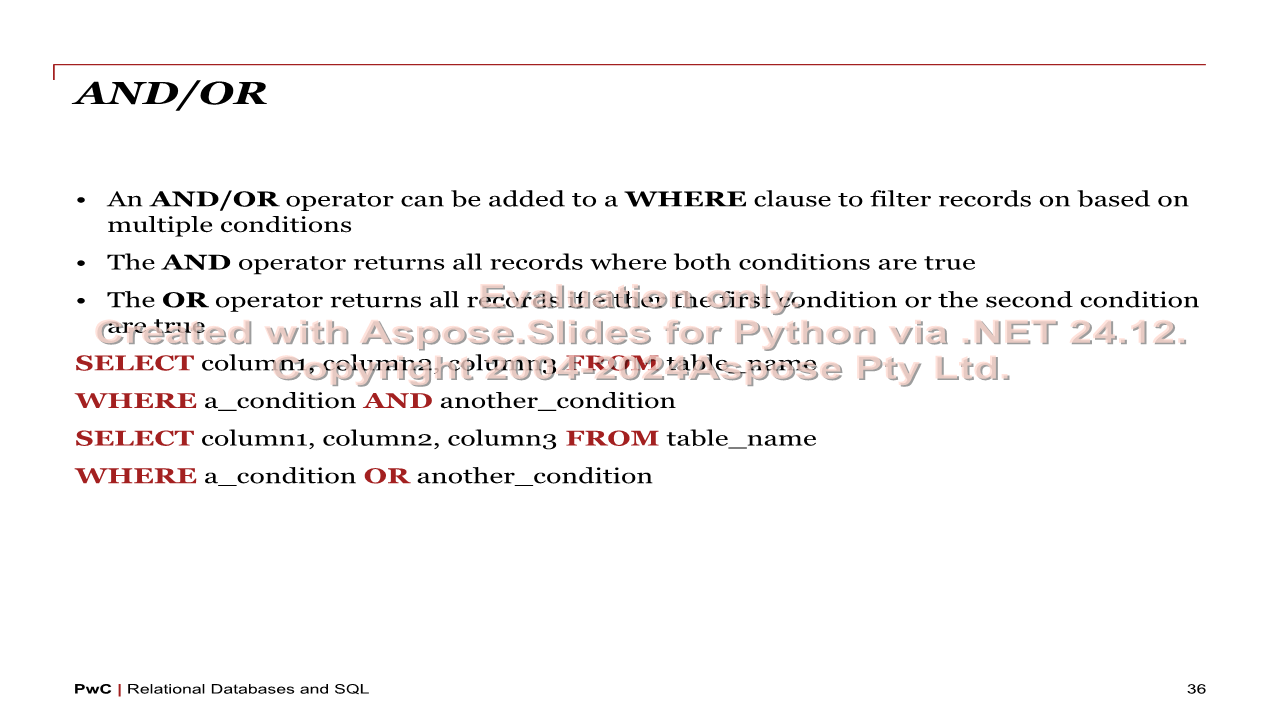 AND/OR
• An AND/OR operator can be added to a WHERE clause to filter records on based on
multiple conditions
• The AND operator returns all records where both conditions are true
• The OR operator returns all records if either the first condition or the second condition
are true
Evaluation only.
Created with Aspose.Slides for Python via .NET 24.12.
Copyright 2004-2024Aspose Pty Ltd.
SELECT column1, column2, column3 FROM table_name
WHERE a_condition AND another_condition
SELECT column1, column2, column3 FROM table_name
WHERE a_condition OR another_condition
PwC | Relational Databases and SQL
36